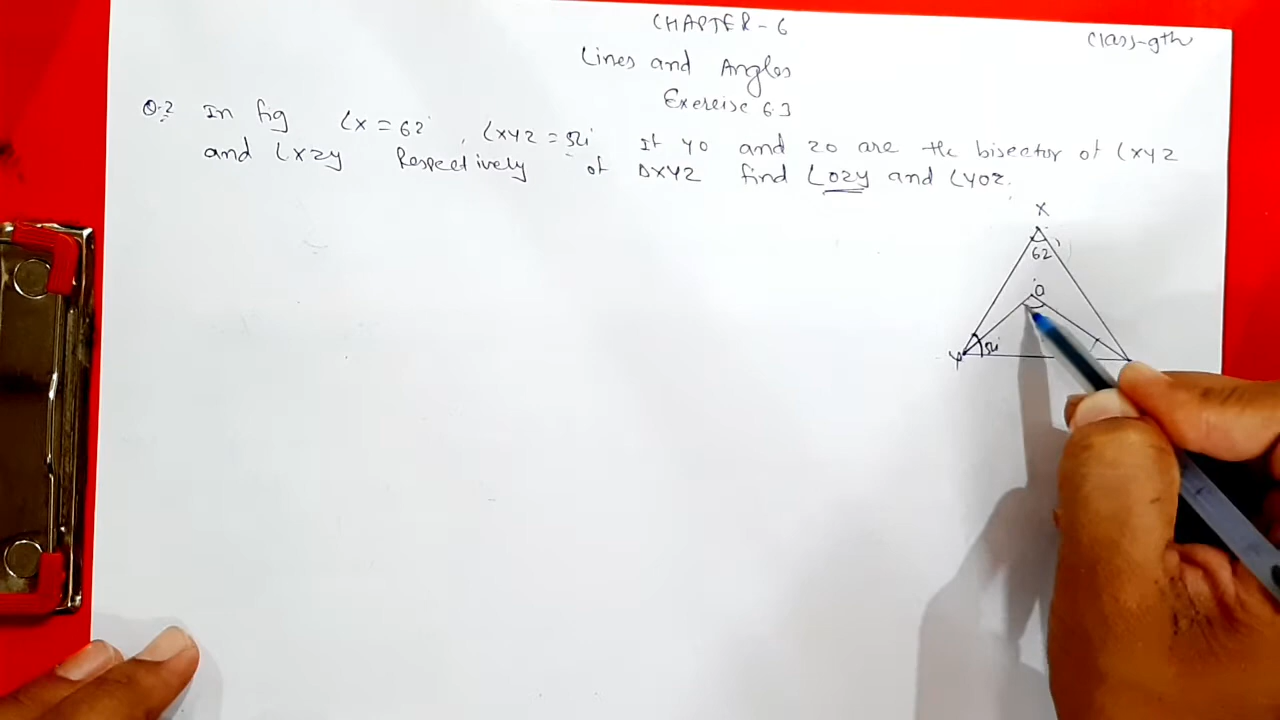 CHAPTER-6
Class-9th
Lines and Angles
Exercise 6.3
Q.2 In fig ∠X = 62°, ∠XYZ = 54° If YO and ZO are the bisector of ∠XYZ
and ∠XZY Respectively of ΔXYZ find ∠OZY and ∠YOZ.
X
62
O
Y 54°